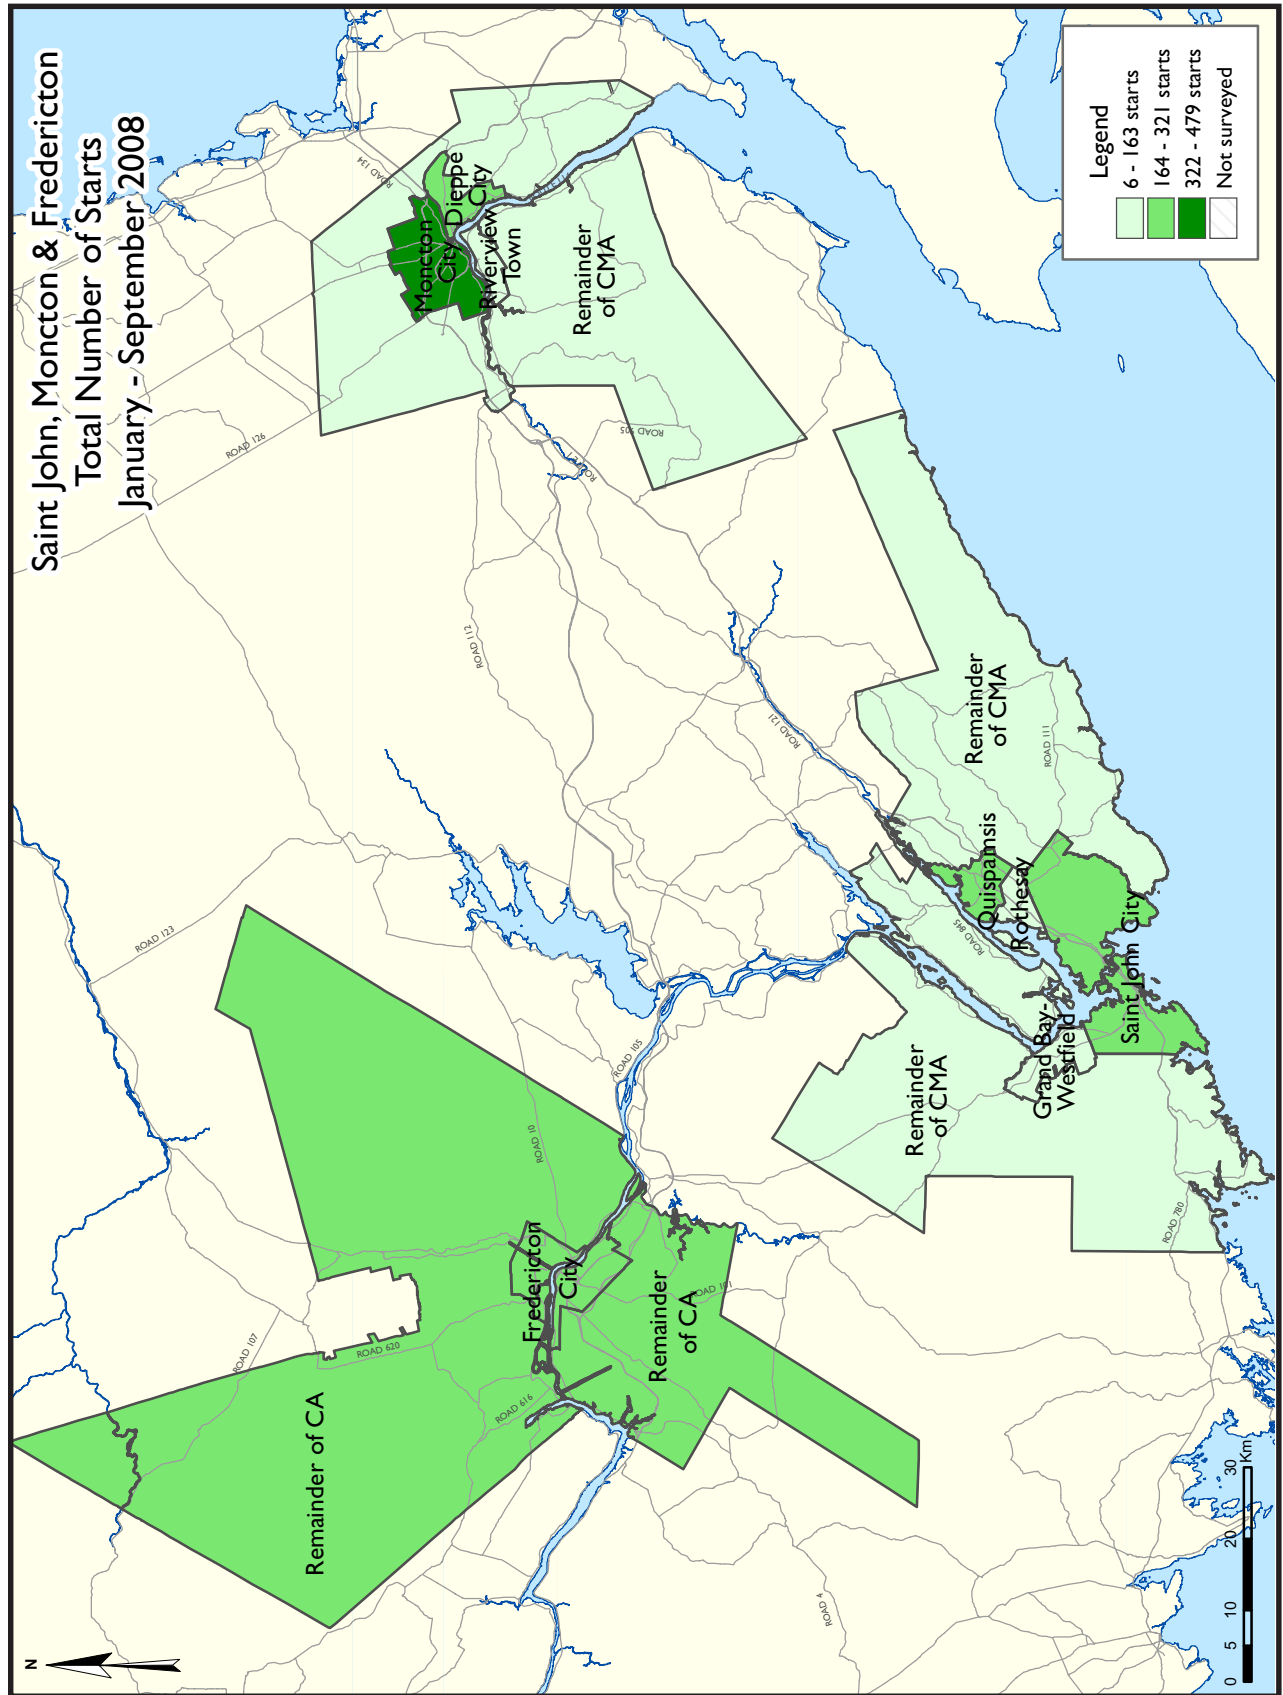 Saint John, Moncton & Fredericton
Total Number of Starts
January - September 2008
N
Remainder of CA
Fredericton
City
Remainder
of CA
Moncton
City
Dieppe
City
Riverview
Town
Remainder
of CMA
Remainder
of CMA
Quispamsis
Rothesay
Saint John City
Grand Bay-
Westfield
Remainder
of CMA
ROAD 134
ROAD 126
ROAD 112
ROAD 905
ROAD 121
ROAD 111
ROAD 845
ROAD 123
ROAD 105
ROAD 10
ROAD 107
ROAD 620
ROAD 616
ROAD 101
ROAD 780
ROAD 4
Legend
6 - 163 starts
164 - 321 starts
322 - 479 starts
Not surveyed
0 5 10 20 30
Km